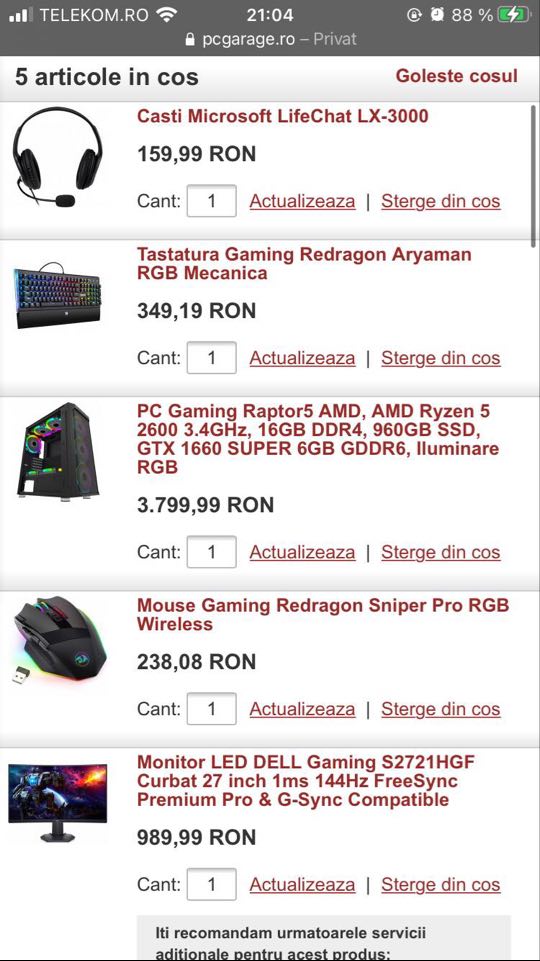 TELEKOM.RO 21:04 88 %
pcgarage.ro – Privat
5 articole in cos Goleste cosul
Casti Microsoft LifeChat LX-3000
159,99 RON
Cant: 1 Actualizeaza | Sterge din cos
Tastatura Gaming Redragon Aryaman
RGB Mecanica
349,19 RON
Cant: 1 Actualizeaza | Sterge din cos
PC Gaming Raptor5 AMD, AMD Ryzen 5
2600 3.4GHz, 16GB DDR4, 960GB SSD,
GTX 1660 SUPER 6GB GDDR6, Iluminare
RGB
3.799,99 RON
Cant: 1 Actualizeaza | Sterge din cos
Mouse Gaming Redragon Sniper Pro RGB
Wireless
238,08 RON
Cant: 1 Actualizeaza | Sterge din cos
Monitor LED DELL Gaming S2721HGF
Curbat 27 inch 1ms 144Hz FreeSync
Premium Pro & G-Sync Compatible
989,99 RON
Cant: 1 Actualizeaza | Sterge din cos
Iti recomandam urmatoarele servicii
aditionale pentru acest produs: